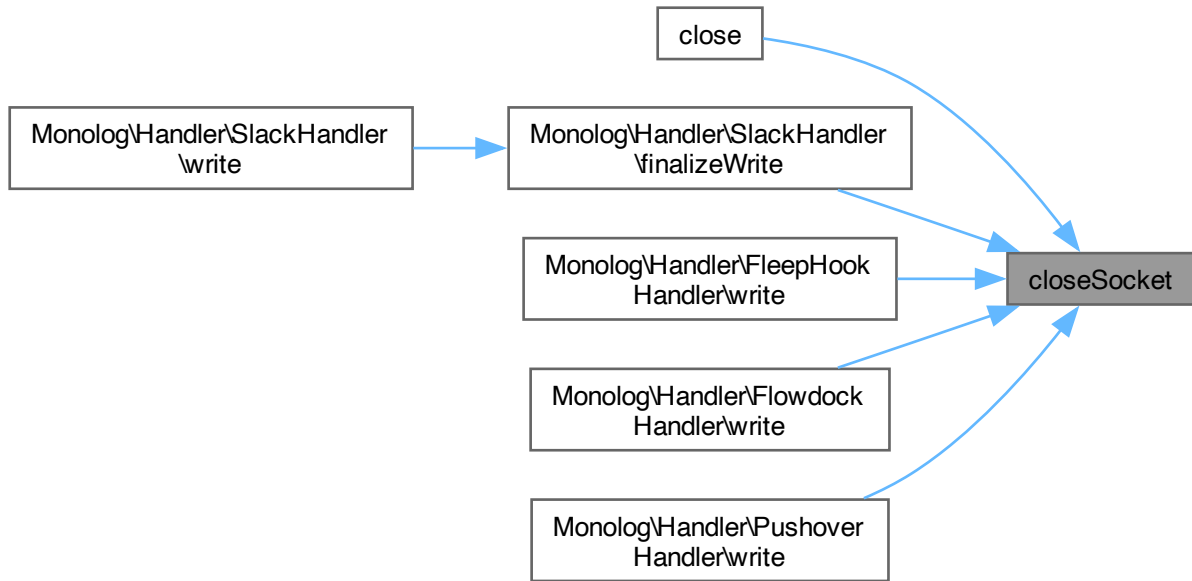 close
Monolog\Handler\SlackHandler
\write
Monolog\Handler\SlackHandler
\finalizeWrite
Monolog\Handler\FleepHook
Handler\write
closeSocket
Monolog\Handler\Flowdock
Handler\write
Monolog\Handler\Pushover
Handler\write